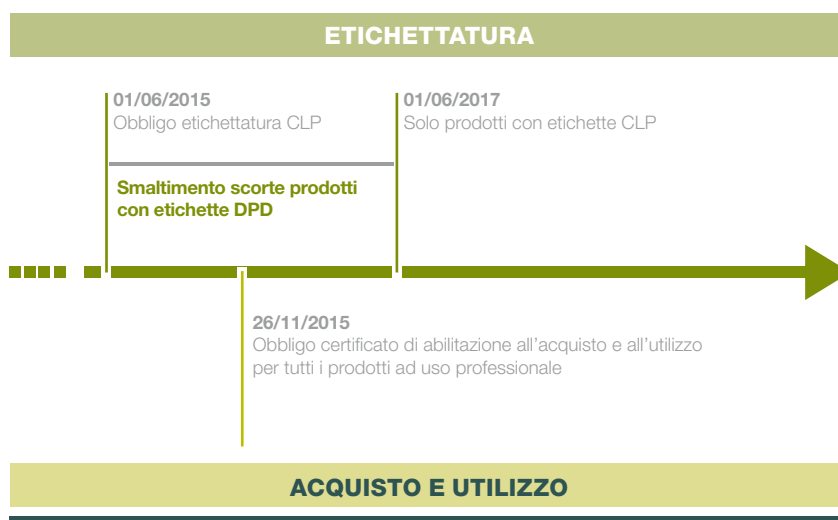 ETICHETTATURA
01/06/2015
Obbligo etichettatura CLP
01/06/2017
Solo prodotti con etichette CLP
Smaltimento scorte prodotti
con etichette DPD
26/11/2015
Obbligo certificato di abilitazione all’acquisto e all’utilizzo
per tutti i prodotti ad uso professionale
ACQUISTO E UTILIZZO